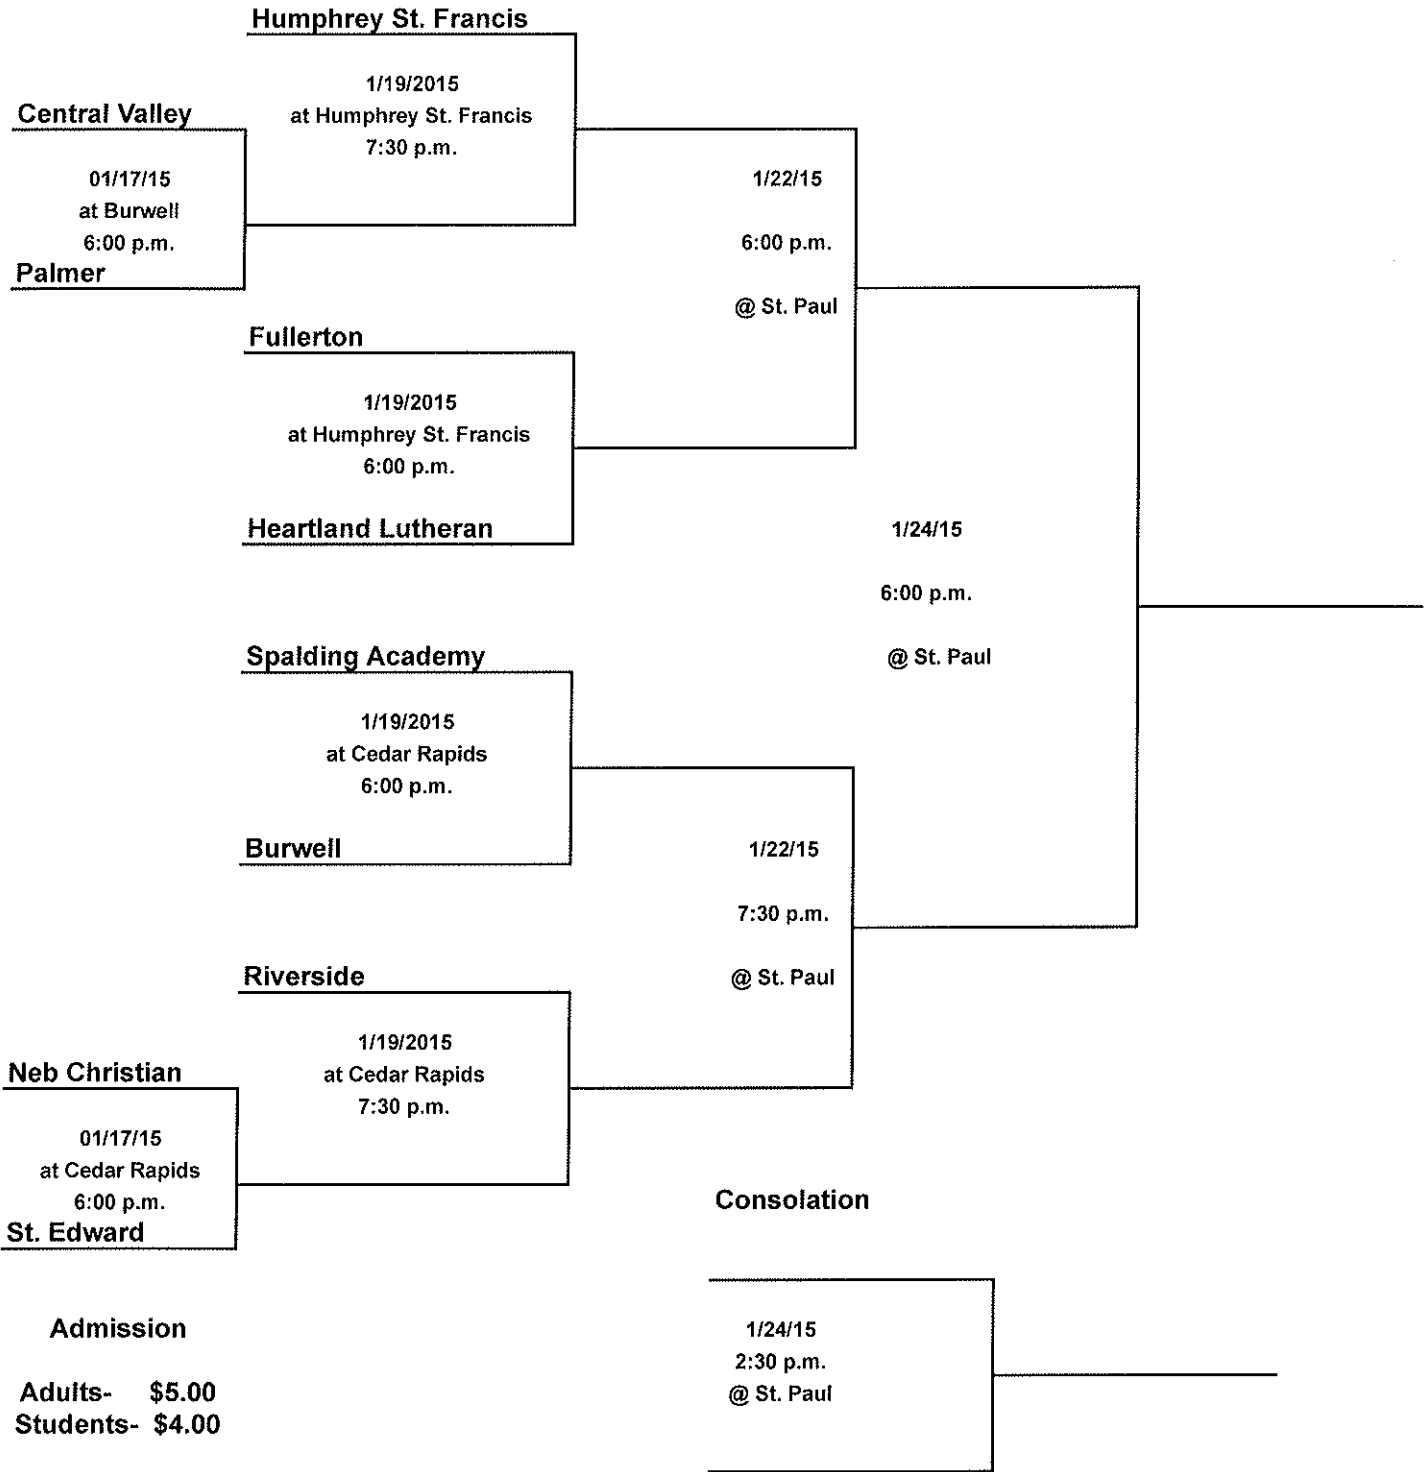 Humphrey St. Francis
1/19/2015
at Humphrey St. Francis
7:30 p.m.
Central Valley
01/17/15
at Burwell
6:00 p.m.
Palmer
1/22/15
6:00 p.m.
@ St. Paul
Fullerton
1/19/2015
at Humphrey St. Francis
6:00 p.m.
Heartland Lutheran
1/24/15
6:00 p.m.
@ St. Paul
Spalding Academy
1/19/2015
at Cedar Rapids
6:00 p.m.
Burwell
1/22/15
7:30 p.m.
@ St. Paul
Riverside
1/19/2015
at Cedar Rapids
7:30 p.m.
Neb Christian
01/17/15
at Cedar Rapids
6:00 p.m.
St. Edward
Consolation
1/24/15
2:30 p.m.
@ St. Paul
Admission
Adults- $5.00
Students- $4.00